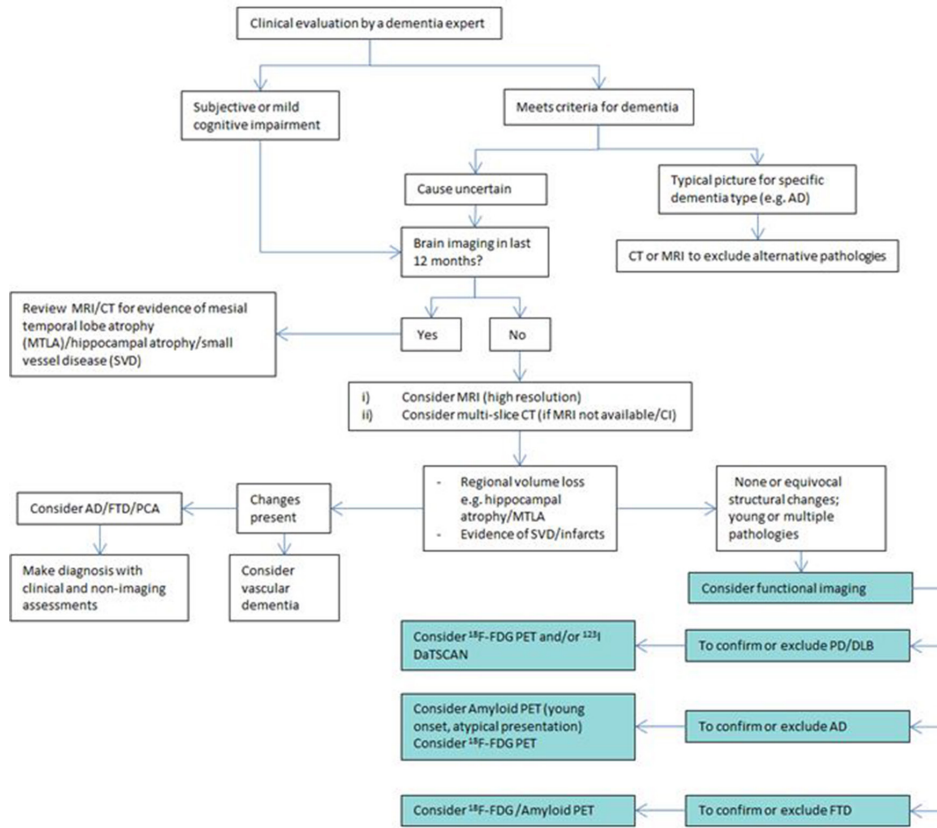 Clinical evaluation by a dementia expert
Subjective or mild
cognitive impairment
Meets criteria for dementia
Cause uncertain
Typical picture for specific
dementia type (e.g. AD)
Brain imaging in last
12 months?
CT or MRI to exclude alternative pathologies
Review MRI/CT for evidence of mesial
temporal lobe atrophy
(MTLA)/hippocampal atrophy/small
vessel disease (SVD)
Yes
No
i) Consider MRI (high resolution)
ii) Consider multi-slice CT (if MRI not available/CI)
Consider AD/FTD/PCA
Changes
present
- Regional volume loss
e.g. hippocampal
atrophy/MTLA
- Evidence of SVD/infarcts
None or equivocal
structural changes;
young or multiple
pathologies
Make diagnosis with
clinical and non-imaging
assessments
Consider
vascular
dementia
Consider functional imaging
Consider ¹⁸F-FDG PET and/or ¹²³I
DaTSCAN
To confirm or exclude PD/DLB
Consider Amyloid PET (young
onset, atypical presentation)
Consider ¹⁸F-FDG PET
To confirm or exclude AD
Consider ¹⁸F-FDG /Amyloid PET
To confirm or exclude FTD